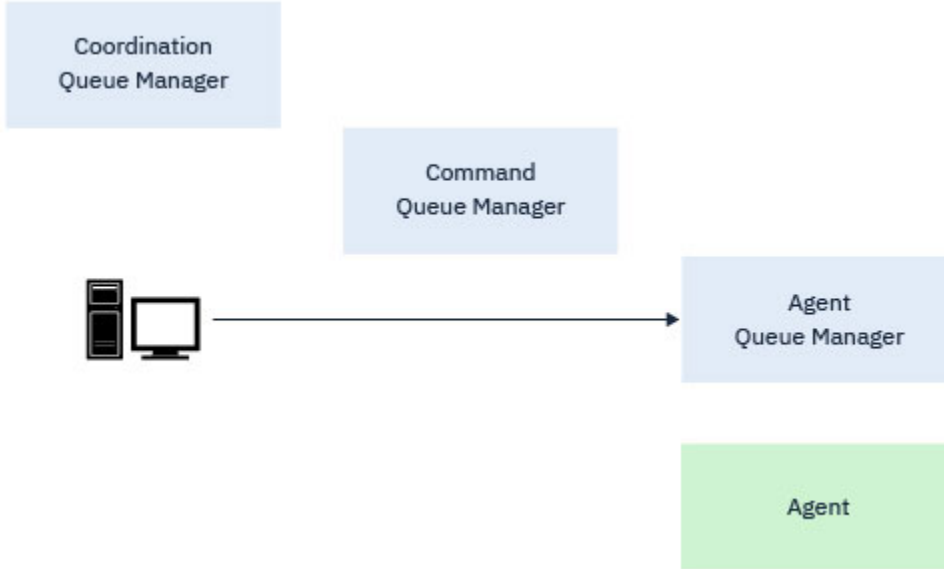 Coordination
Queue Manager
Command
Queue Manager
Agent
Queue Manager
Agent